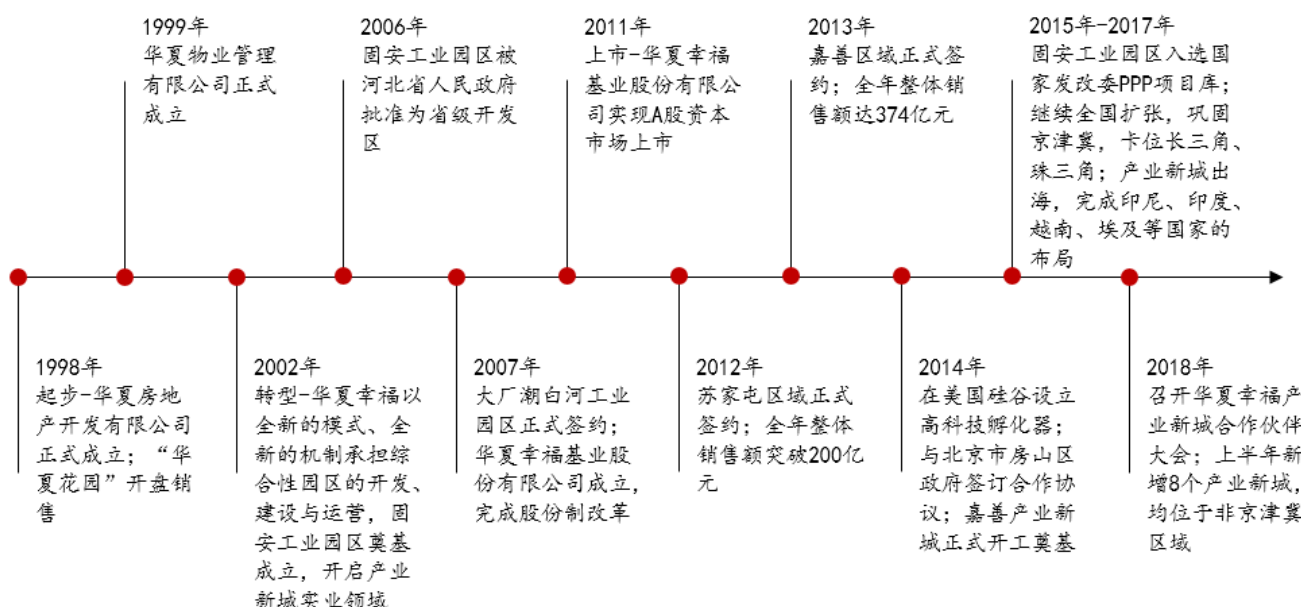 1999年
华夏物业管理
有限公司正式
成立
2006年
固安工业园区被
河北省人民政府
批准为省级开发
区
2011年
上市-华夏幸福
基业股份有限公
司实现A股资本
市场上市
2013年
嘉善区域正式签
约；全年整体销
售额达374亿元
2015年-2017年
固安工业园区入选国
家发改委PPP项目库；
继续全国扩张，巩固
京津冀，卡位长三角、
珠三角；产业新城出
海，完成印尼、印度、
越南、埃及等国家的
布局
1998年
起步-华夏房地
产开发有限公司
正式成立；“华
夏花园”开盘销
售
2002年
转型-华夏幸福以
全新的模式、全
新的机制承担综
合性园区的开发、
建设与运营，固
安工业园区奠基
成立，开启产业
新城实业领域
2007年
大厂潮白河工业
园区正式签约；
华夏幸福基业股
份有限公司成立，
完成股份制改革
2012年
苏家屯区域正式
签约；全年整体
销售额突破200亿
元
2014年
在美国硅谷设立
高科技孵化器；
与北京市房山区
政府签订合作协
议；嘉善产业新
城正式开工奠基
2018年
召开华夏幸福产
业新城合作伙伴
大会；上半年新
增8个产业新城，
均位于非京津冀
区域